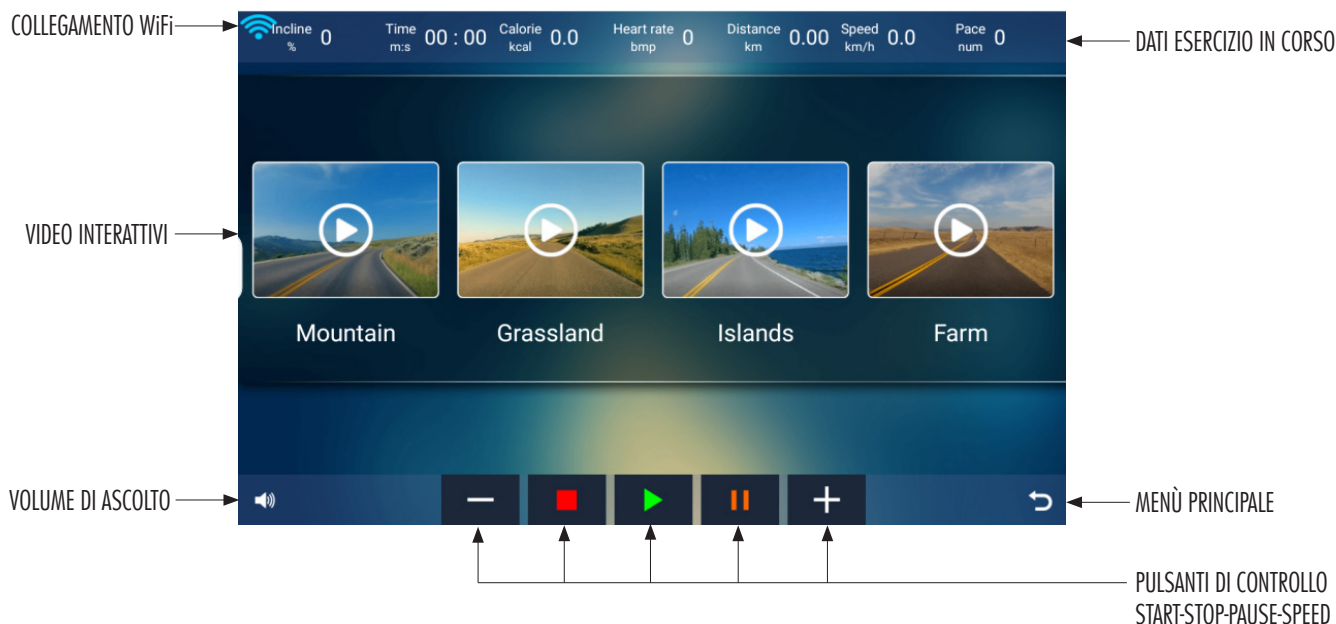 COLLEGAMENTO WiFi
Incline % 0 Time m:s 00 : 00 Calorie kcal 0.0 Heart rate bmp 0 Distance km 0.00 Speed km/h 0.0 Pace num 0
DATI ESERCIZIO IN CORSO
VIDEO INTERATTIVI
Mountain Grassland Islands Farm
VOLUME DI ASCOLTO
MENÙ PRINCIPALE
PULSANTI DI CONTROLLO
START-STOP-PAUSE-SPEED